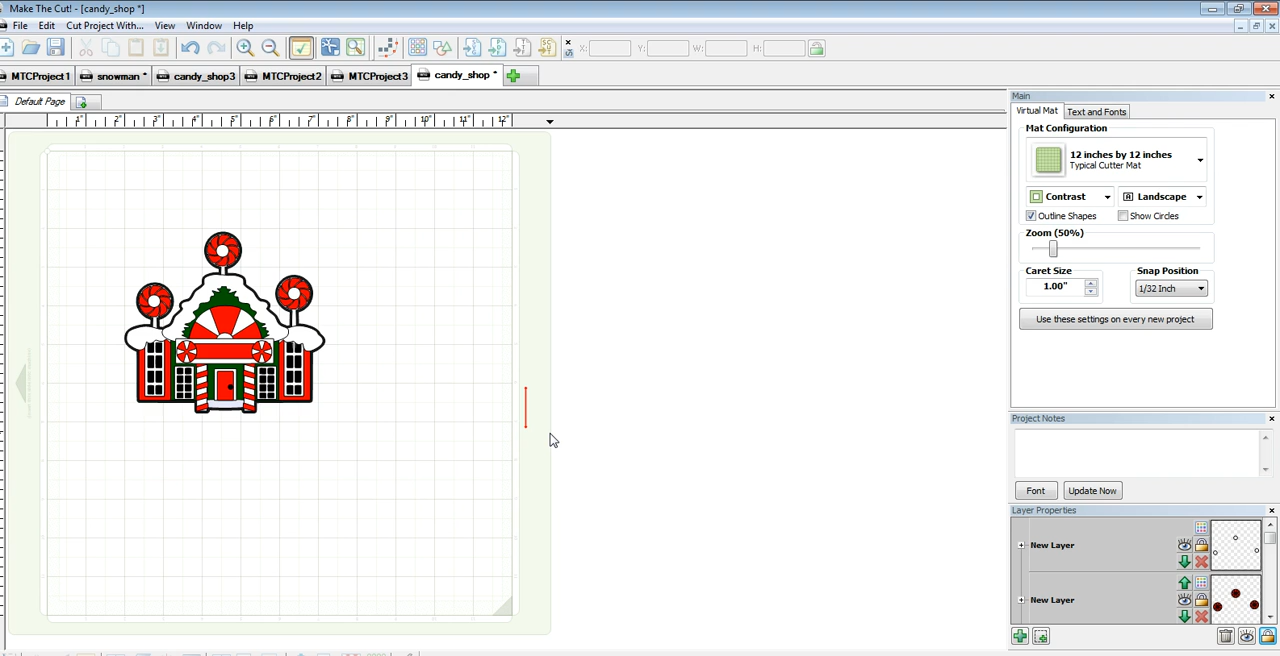 Make The Cut! - [candy_shop *]
File Edit Cut Project With... View Window Help
X: Y: W: H:
MTCProject1 snowman * candy_shop3 MTCProject2 MTCProject3 candy_shop *
Default Page
1" 2" 3" 4" 5" 6" 7" 8" 9" 10" 11" 12"
Main
Virtual Mat Text and Fonts
Mat Configuration
12 inches by 12 inches
Typical Cutter Mat
Contrast Landscape
Outline Shapes Show Circles
Zoom (50%)
Caret Size Snap Position
1.00" 1/32 Inch
Use these settings on every new project
Project Notes
Font Update Now
Layer Properties
New Layer
New Layer